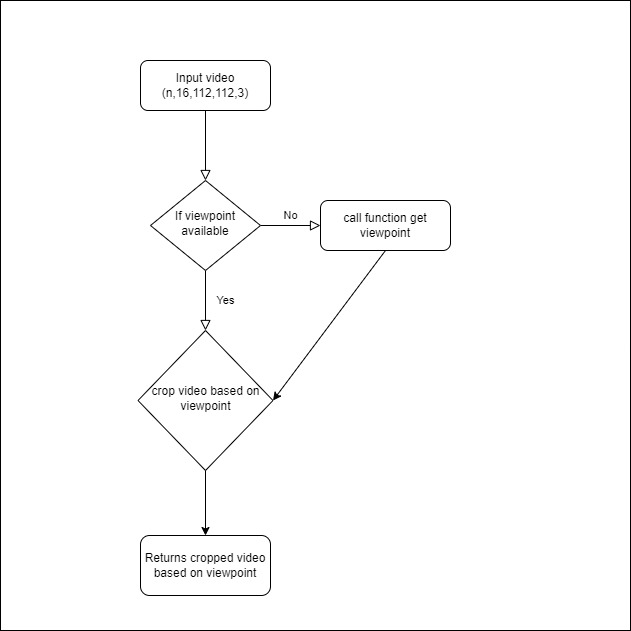 Input video
(n,16,112,112,3)
If viewpoint
available
No
call function get
viewpoint
Yes
crop video based on
viewpoint
Returns cropped video
based on viewpoint